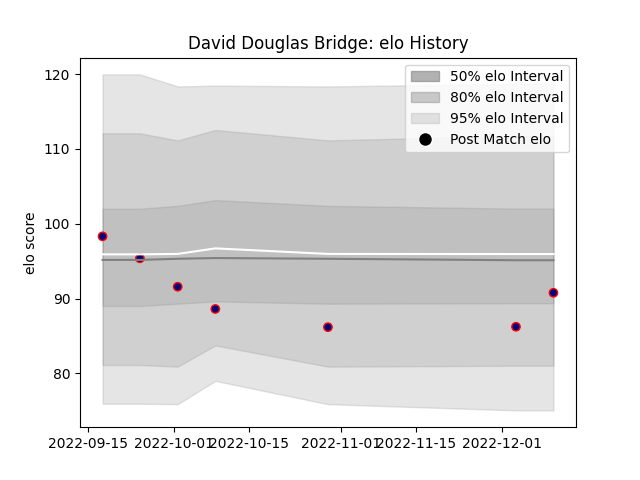 David Douglas Bridge: elo History
120
110
100
90
80
elo score
50% elo Interval
80% elo Interval
95% elo Interval
Post Match elo
2022-09-15
2022-10-01
2022-10-15
2022-11-01
2022-11-15
2022-12-01